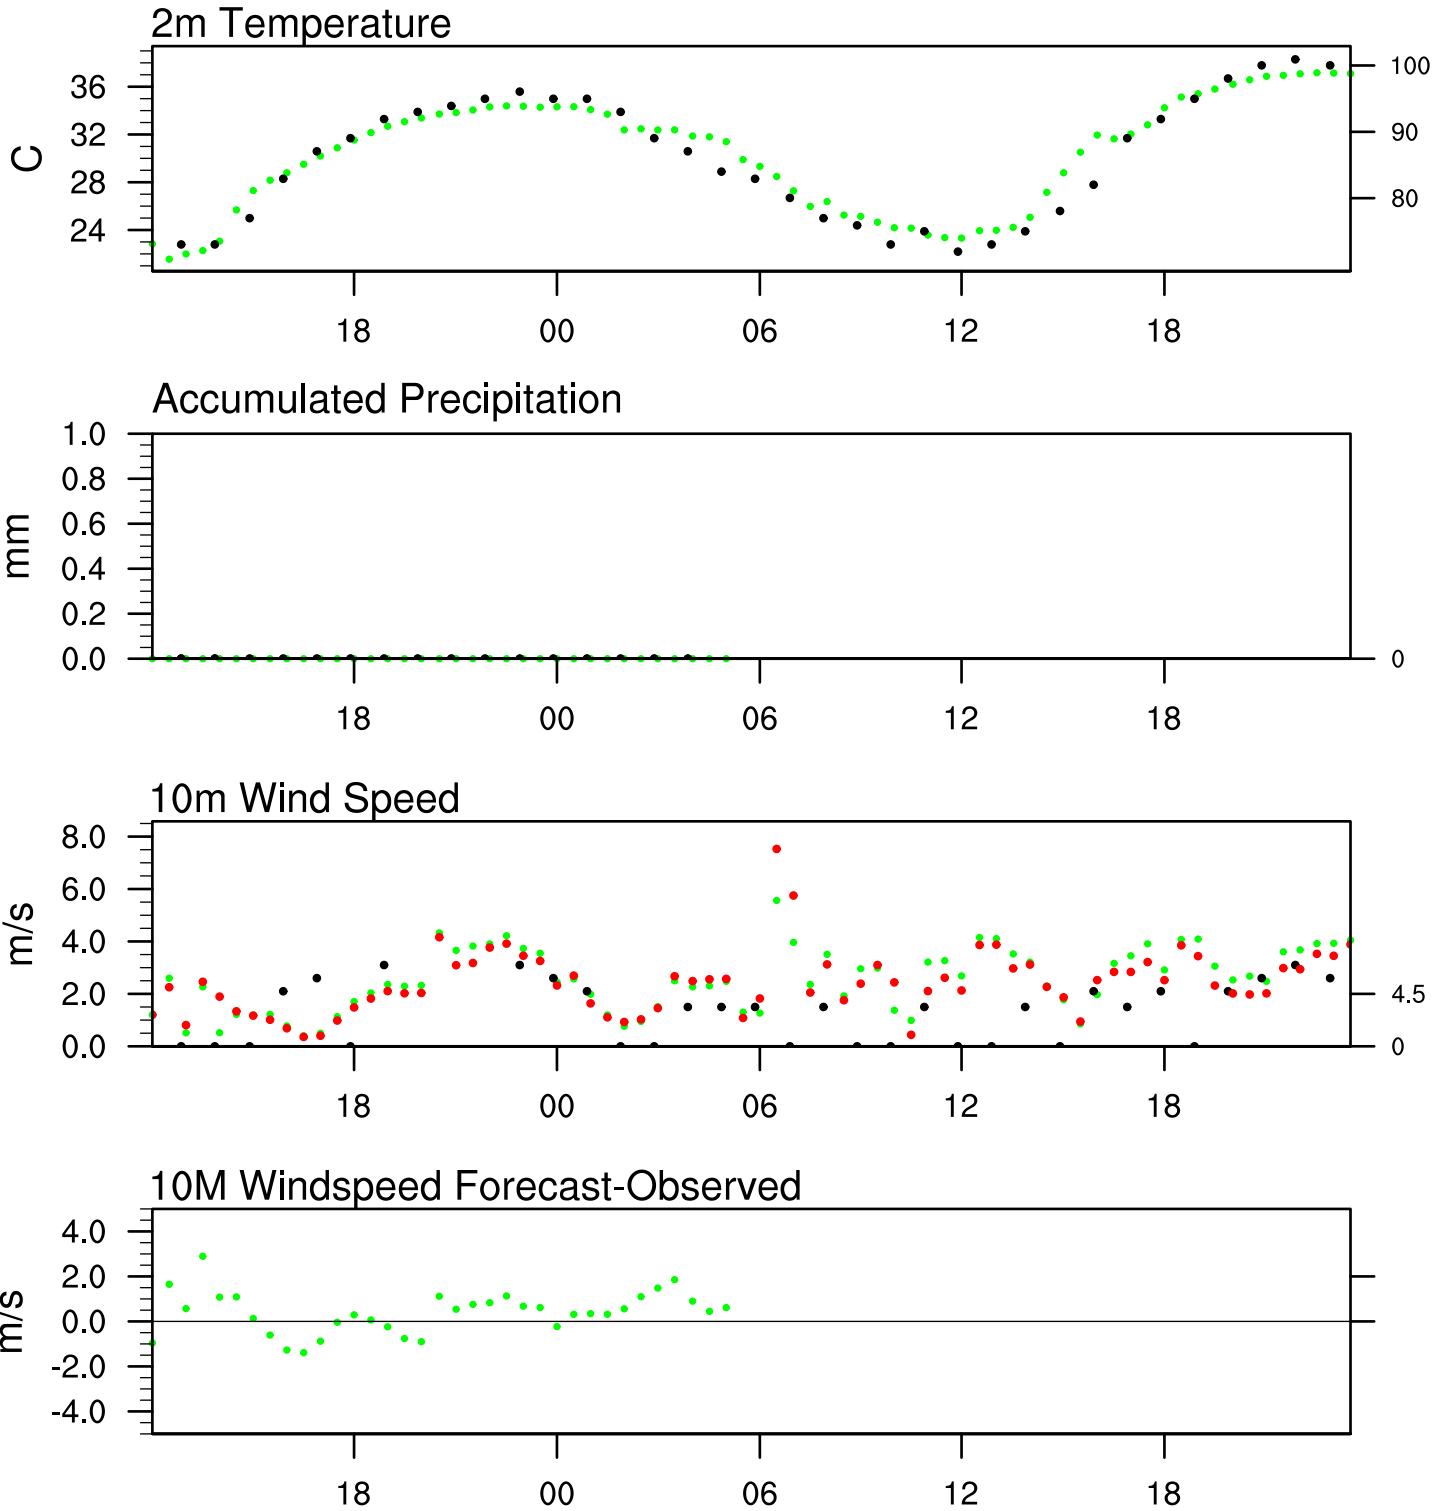 2m Temperature
C
36
32
28
24
100
90
80
18 00 06 12 18
Accumulated Precipitation
mm
1.0
0.8
0.6
0.4
0.2
0.0
0
18 00 06 12 18
10m Wind Speed
m/s
8.0
6.0
4.0
2.0
0.0
4.5
0
18 00 06 12 18
10M Windspeed Forecast-Observed
m/s
4.0
2.0
0.0
-2.0
-4.0
18 00 06 12 18